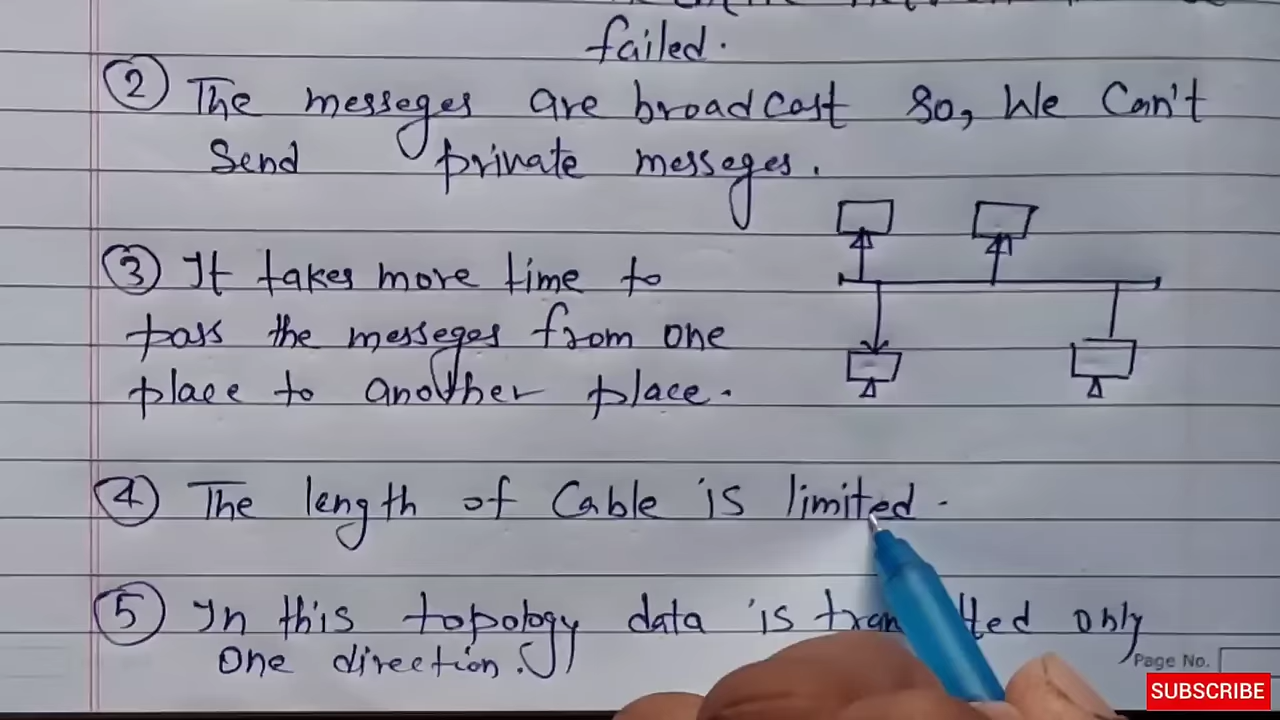 failed.
② The messeges are broadcast so, We Can't
Send private messeges.
③ It takes more time to
pass the messeges from one
place to another place.
④ The length of Cable is limited.
⑤ In this topology data is only
one direction.
Page No.
SUBSCRIBE